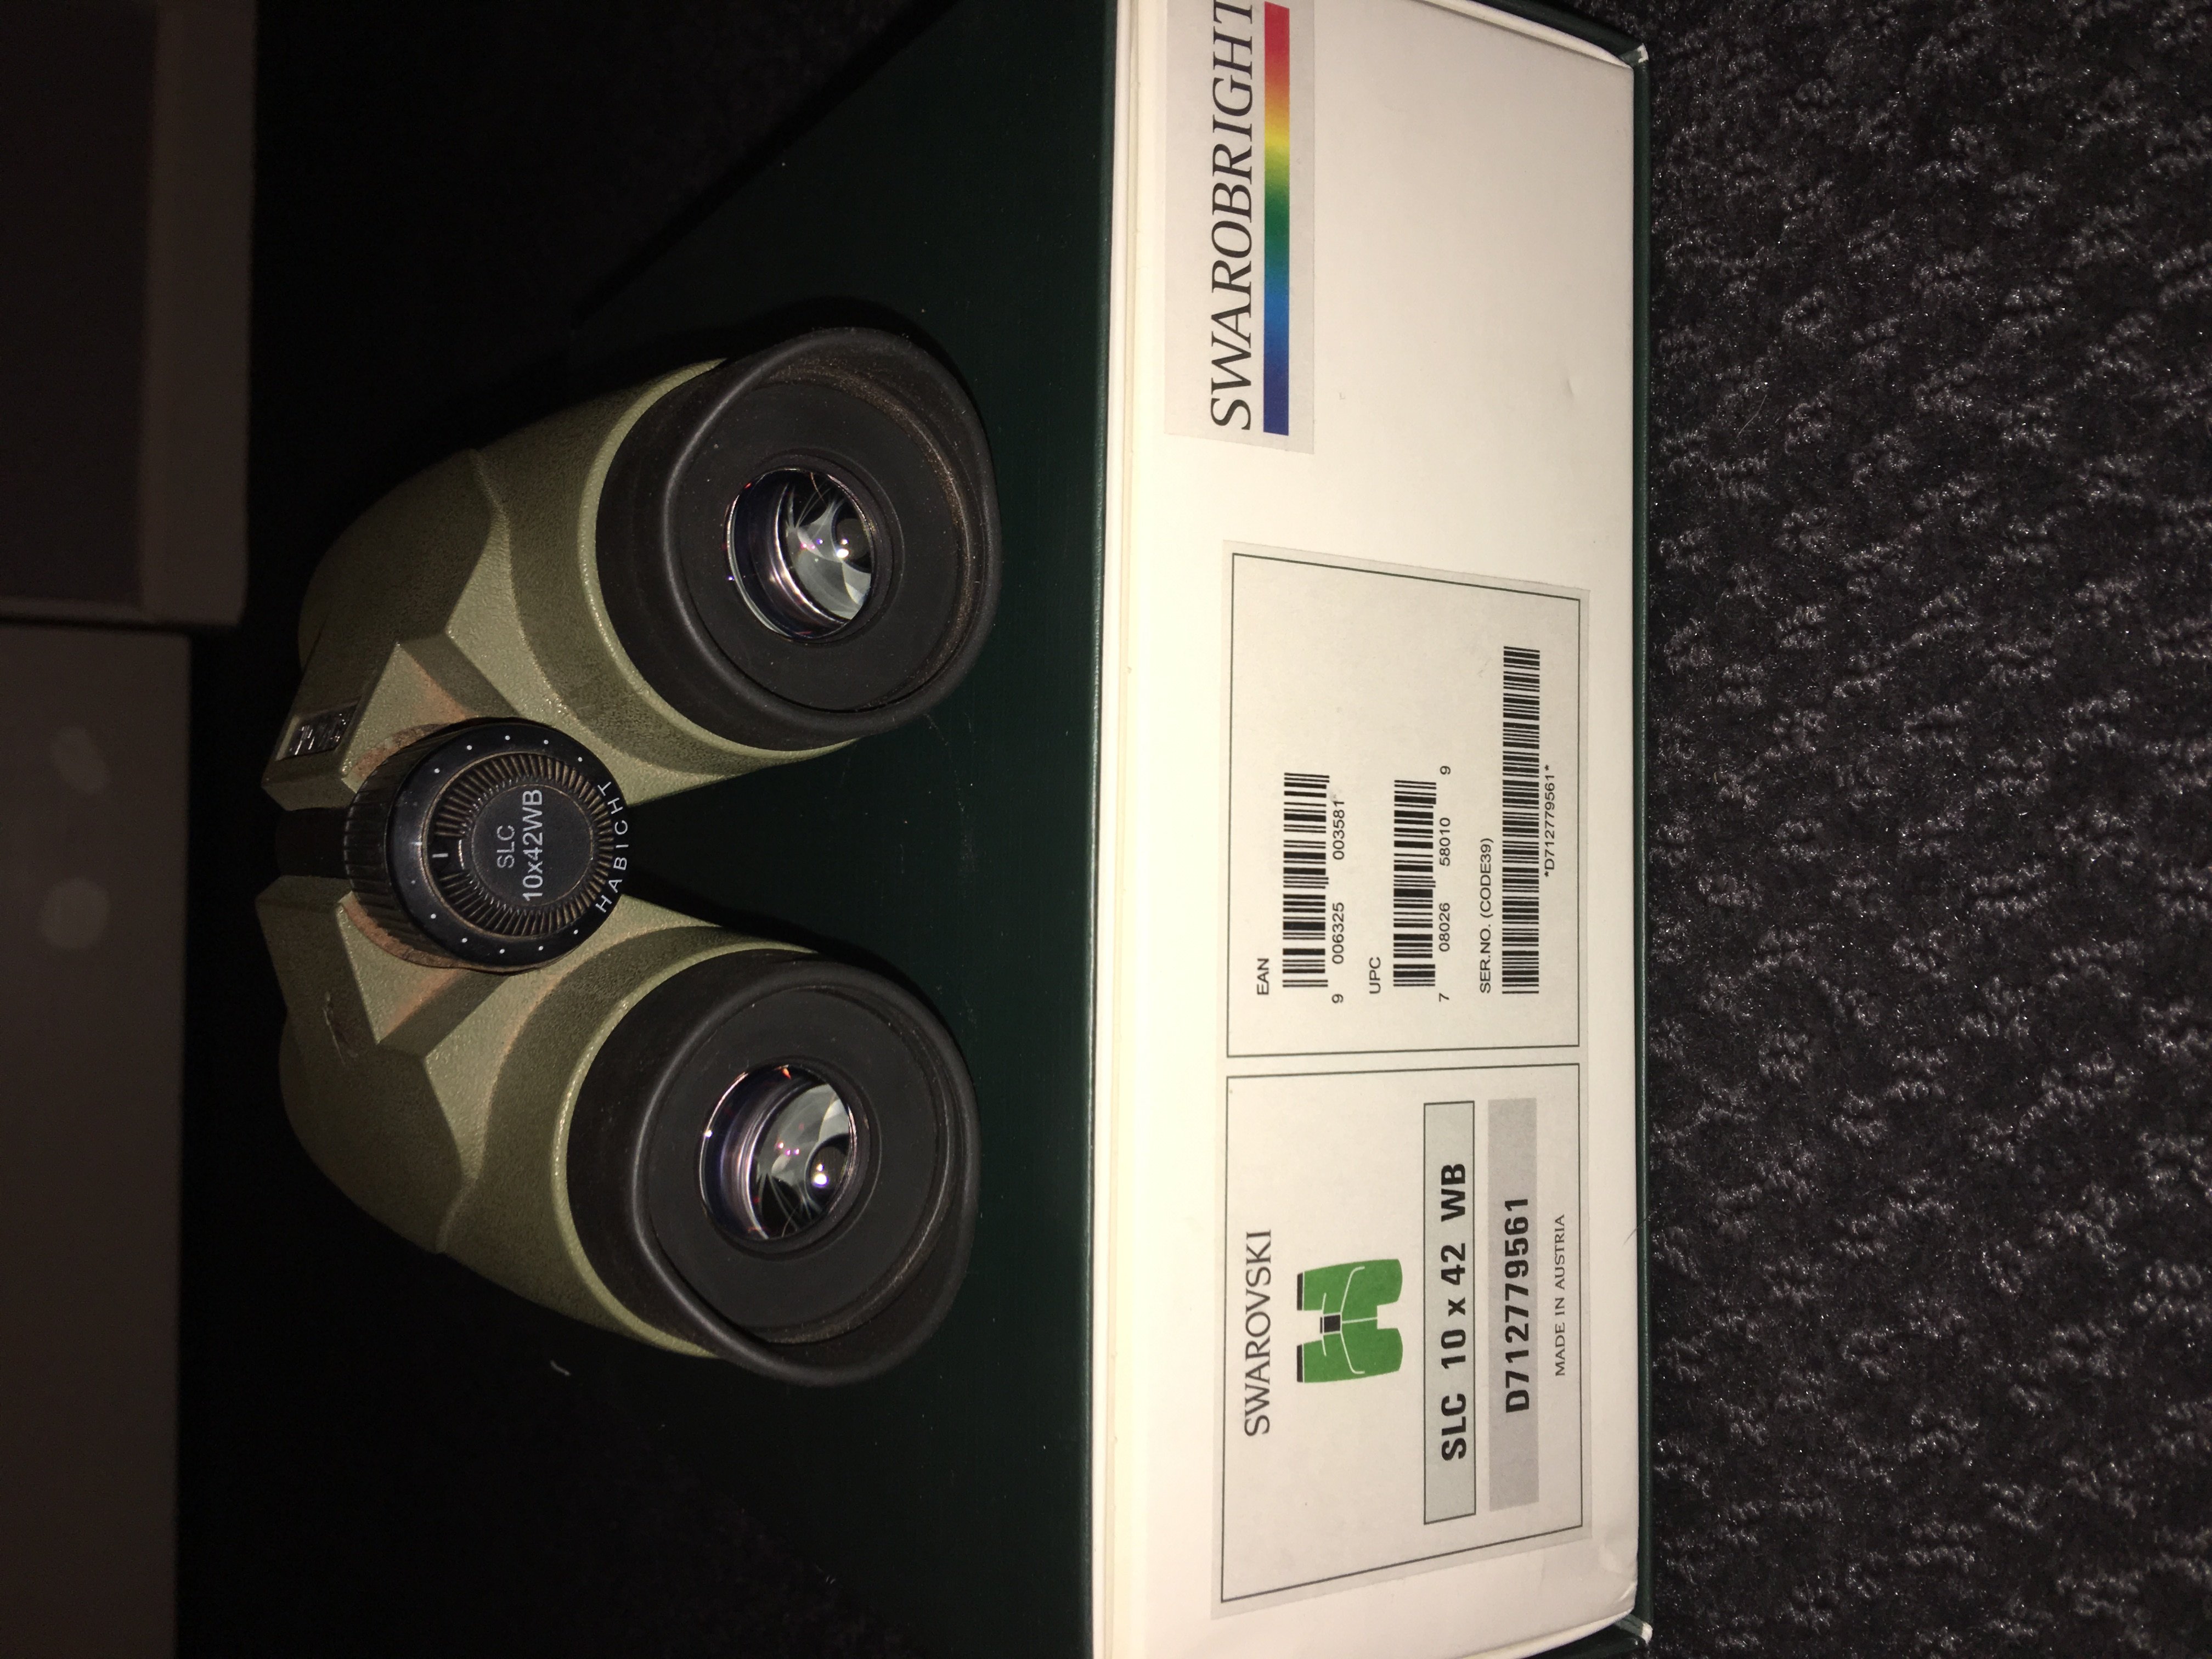 SLC
10x42WB
HABICHT
SWAROVSKI
SLC 10 x 42 WB
D712779561
MADE IN AUSTRIA
EAN
9 006325 003581
UPC
7 08026 58010 9
SER.NO. (CODE39)
*D712779561*
SWAROBRIGHT